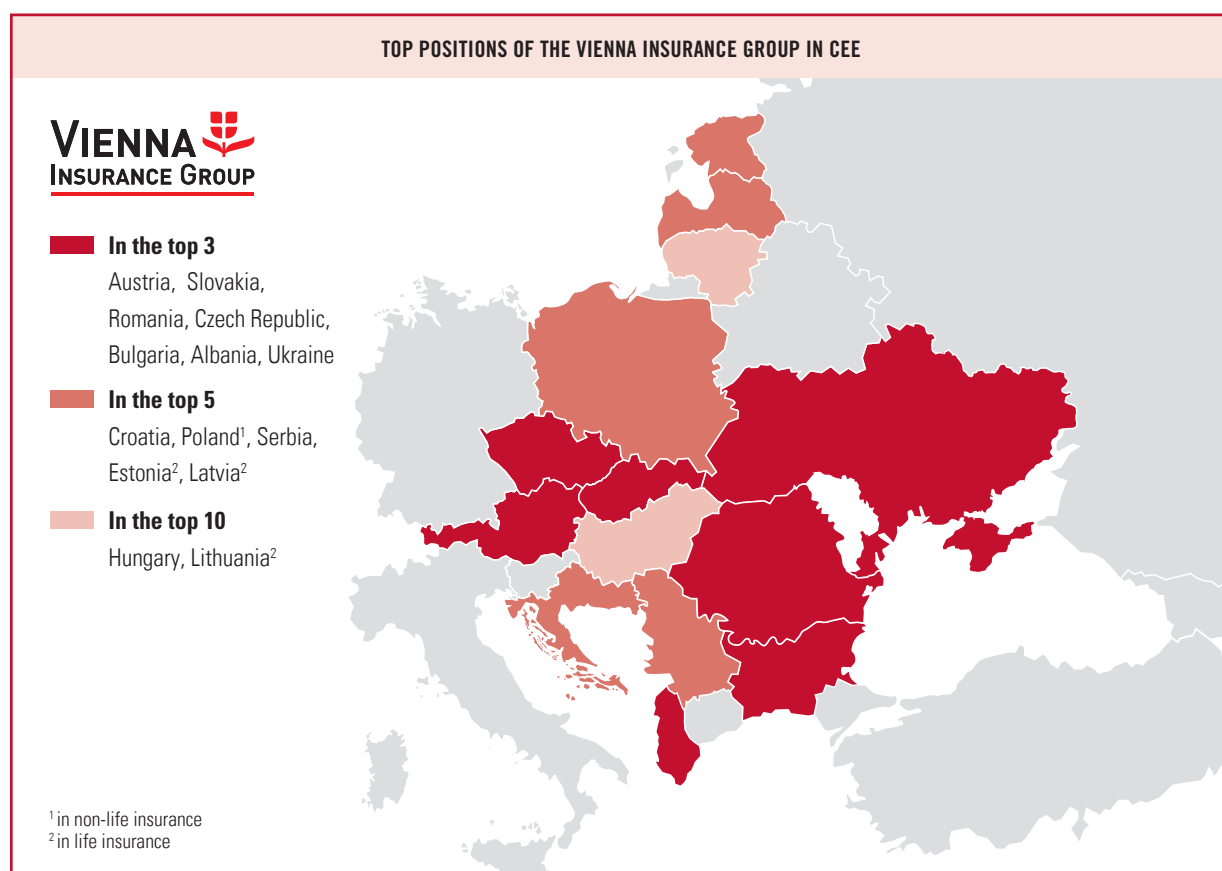 TOP POSITIONS OF THE VIENNA INSURANCE GROUP IN CEE
VIENNA
INSURANCE GROUP
In the top 3
Austria, Slovakia,
Romania, Czech Republic,
Bulgaria, Albania, Ukraine
In the top 5
Croatia, Poland¹, Serbia,
Estonia², Latvia²
In the top 10
Hungary, Lithuania²
¹ in non-life insurance
² in life insurance